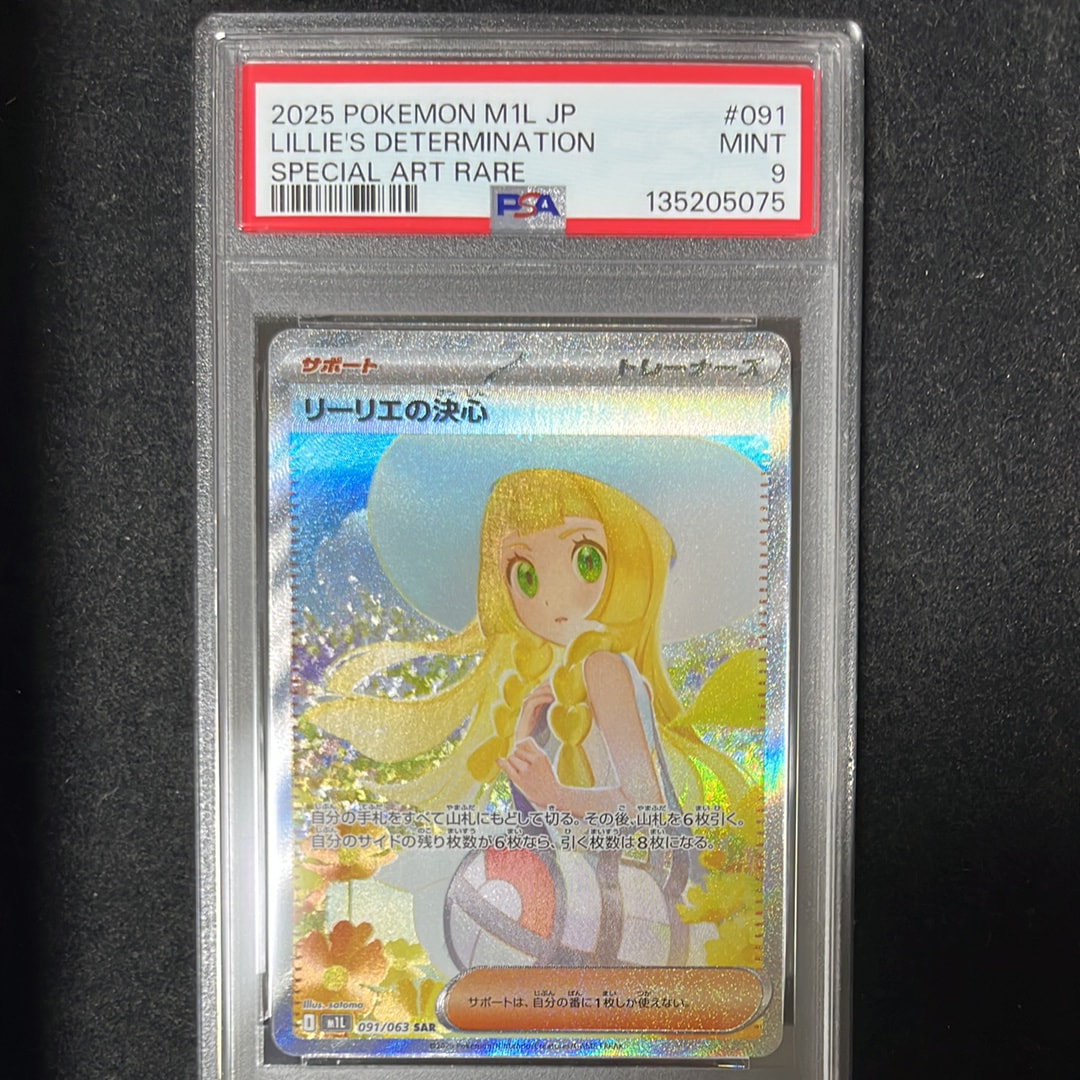 2025 POKEMON M1L JP #091
LILLIE'S DETERMINATION MINT
SPECIAL ART RARE 9
PSA 135205075
サポート トレーナーズ
リーリエの決心
自分の手札をすべて山札にもどして切る。その後、山札を6枚引く。
自分のサイドの残り枚数が6枚なら、引く枚数は8枚になる。
サポートは、自分の番に1枚しか使えない。
Illus. satoma
M1L 091/063 SAR